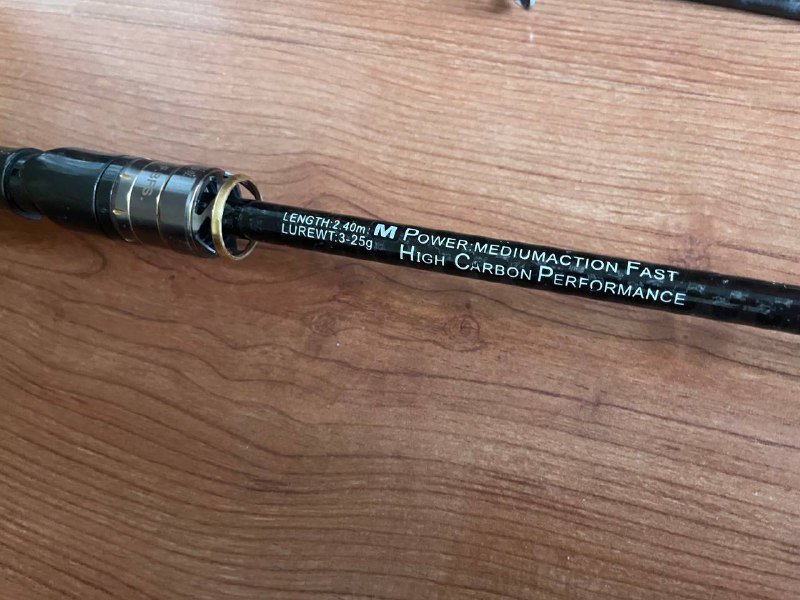 LENGTH:2.40m
LUREWT:3-25g
M
POWER:MEDIUMACTION FAST
HIGH CARBON PERFORMANCE